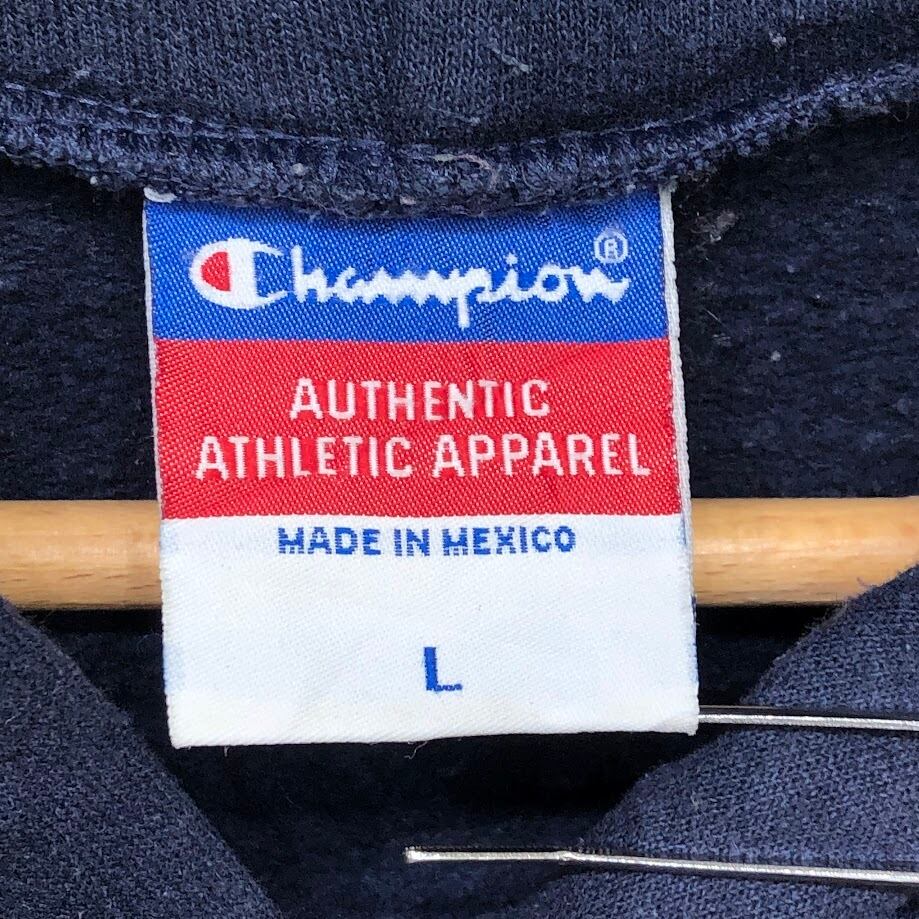 Champion®
AUTHENTIC
ATHLETIC APPAREL
MADE IN MEXICO
L